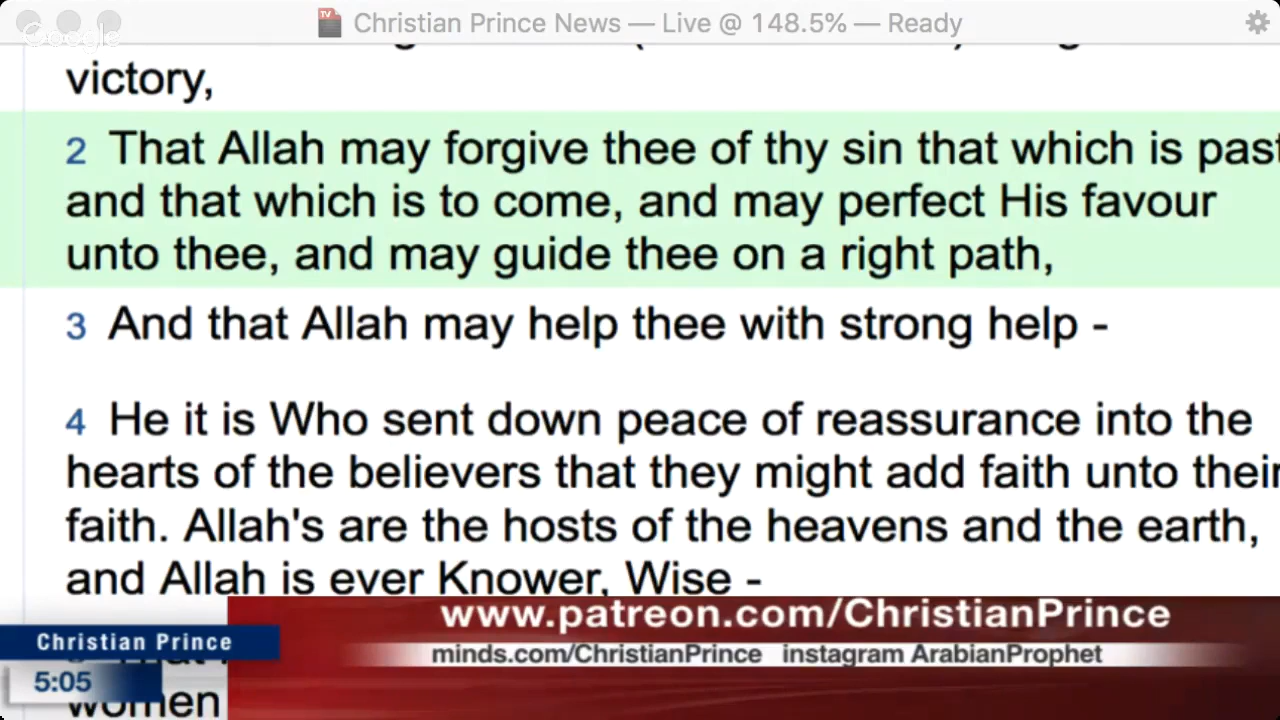 Christian Prince News — Live @ 148.5% — Ready
Google
victory,
2 That Allah may forgive thee of thy sin that which is past
and that which is to come, and may perfect His favour
unto thee, and may guide thee on a right path,
3 And that Allah may help thee with strong help -
4 He it is Who sent down peace of reassurance into the
hearts of the believers that they might add faith unto their
faith. Allah's are the hosts of the heavens and the earth,
and Allah is ever Knower, Wise -
www.patreon.com/ChristianPrince
Christian Prince
minds.com/ChristianPrince instagram ArabianProphet
5:05
women